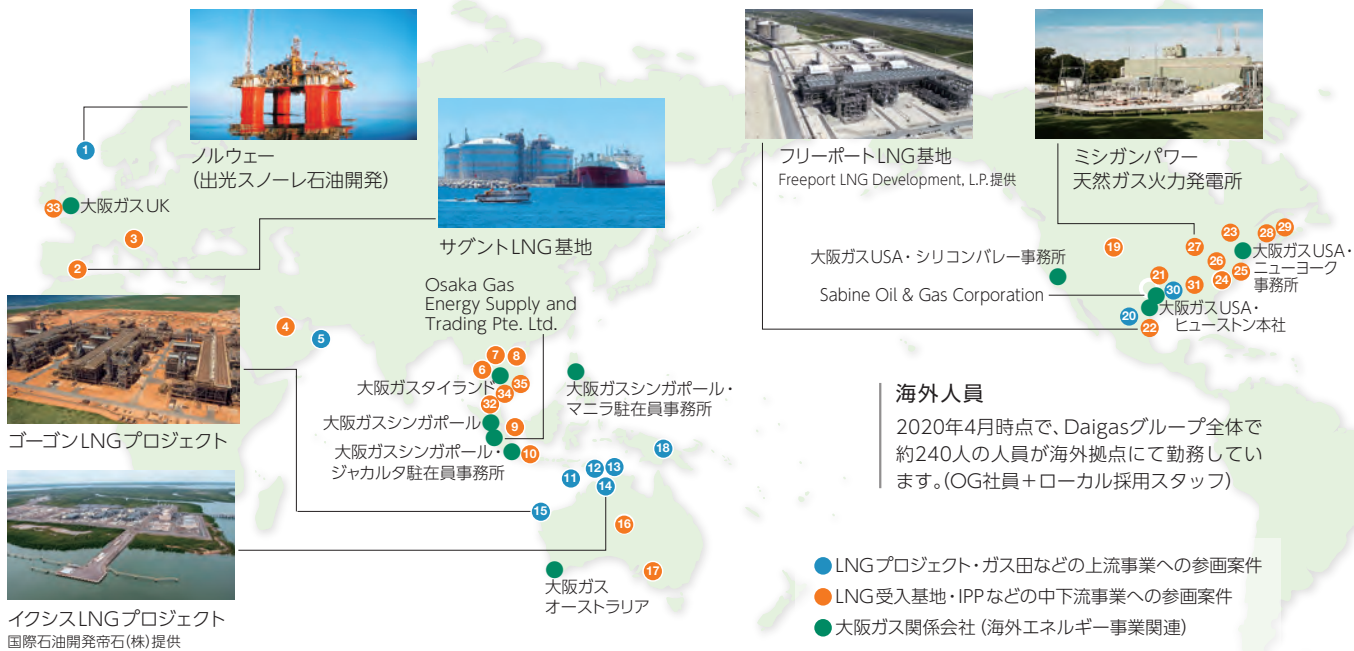 ノルウェー
(出光スノーレ石油開発)
サグントLNG基地
フリーポートLNG基地
Freeport LNG Development, L.P.提供
ミシガンパワー
天然ガス火力発電所
1
33
大阪ガスUK
3
2
Osaka Gas
Energy Supply and
Trading Pte. Ltd.
4
5
ゴーゴンLNGプロジェクト
イクシスLNGプロジェクト
国際石油開発帝石(株)提供
7
8
6
大阪ガスタイランド
35
34
32
大阪ガスシンガポール・
マニラ駐在員事務所
大阪ガスシンガポール
9
大阪ガスシンガポール・
ジャカルタ駐在員事務所
10
18
11
12
13
14
15
16
17
大阪ガス
オーストラリア
大阪ガスUSA・シリコンバレー事務所
Sabine Oil & Gas Corporation
19
27
23
28
29
26
25
24
大阪ガスUSA・
ニューヨーク
事務所
21
30
31
20
22
大阪ガスUSA・
ヒューストン本社
海外人員
2020年4月時点で、Daigasグループ全体で
約240人の人員が海外拠点にて勤務してい
ます。(OG社員+ローカル採用スタッフ)
LNGプロジェクト・ガス田などの上流事業への参画案件
LNG受入基地・IPPなどの中下流事業への参画案件
大阪ガス関係会社 (海外エネルギー事業関連)